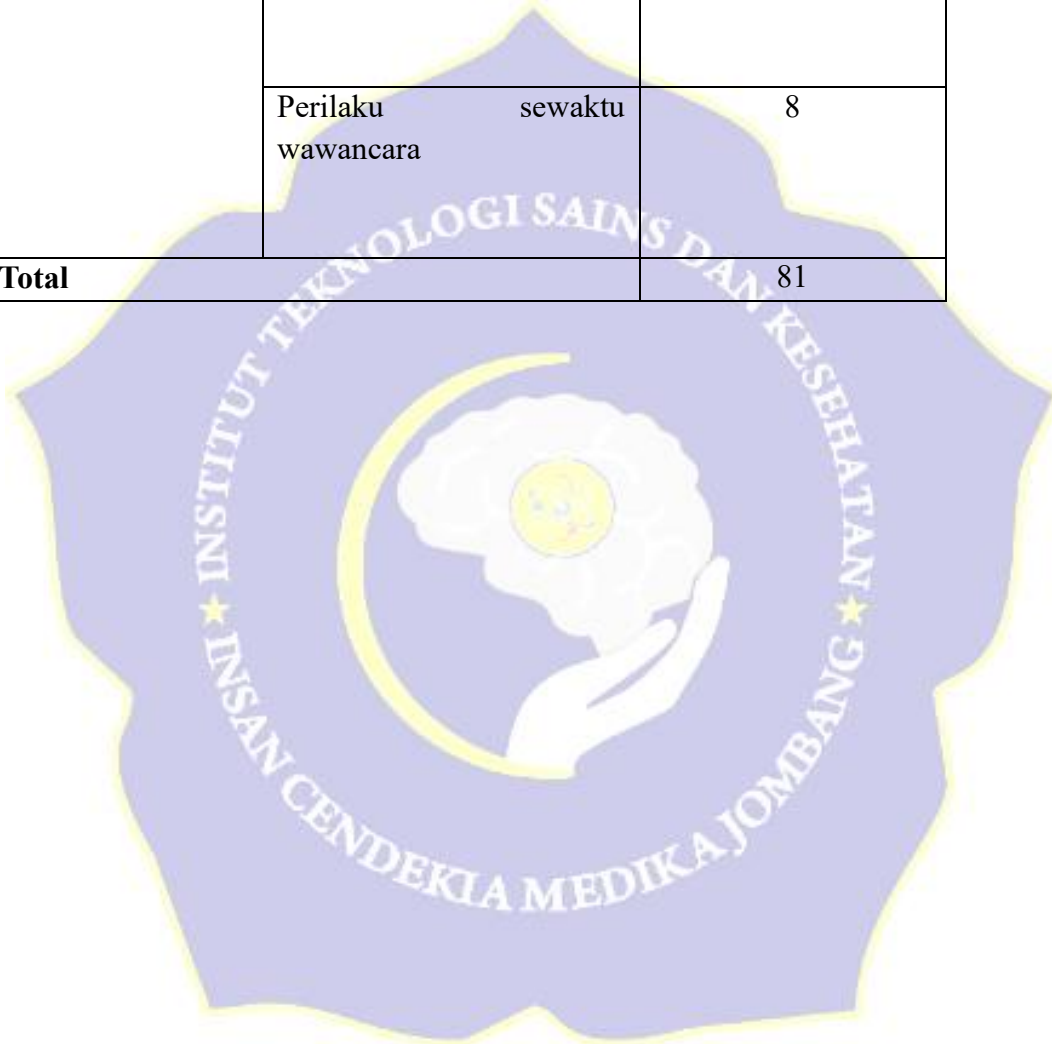 Perilaku sewaktu 8
wawancara
Total 81
INSTITUT TEKNOLOGI SAINS DAN KESEHATAN
INSAN CENDEKIA MEDIKA JOMBANG